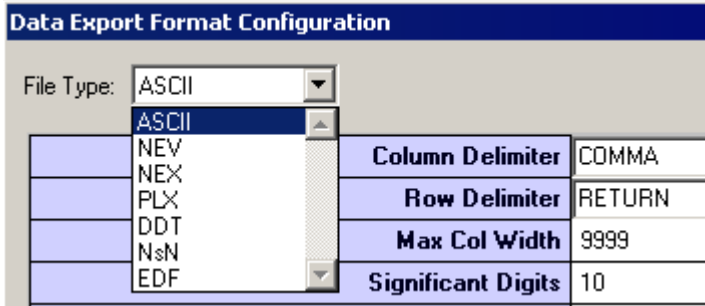 Data Export Format Configuration
File Type: ASCII
ASCII
NEV
NEX
PLX
DDT
NsN
EDF
Column Delimiter COMMA
Row Delimiter RETURN
Max Col Width 9999
Significant Digits 10